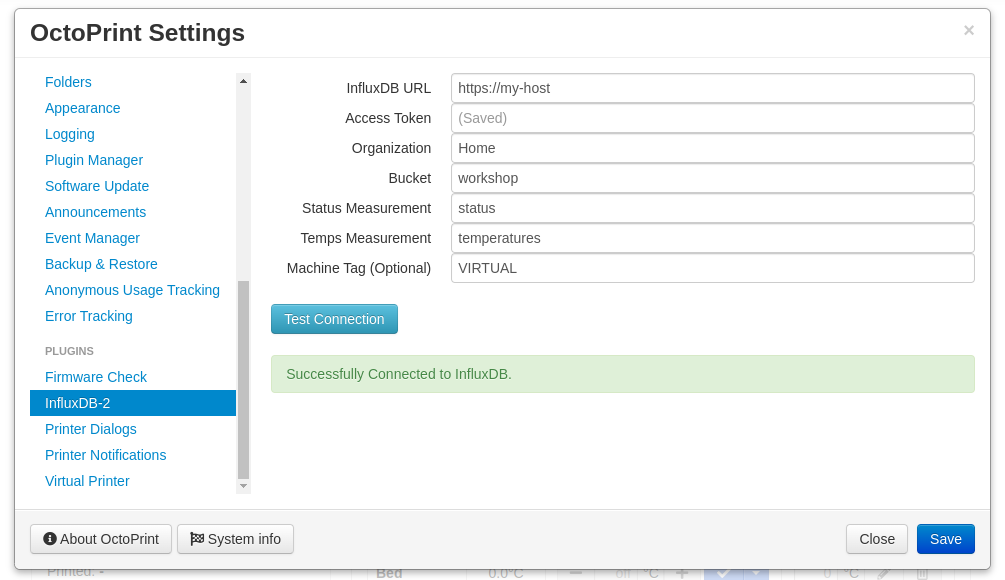 OctoPrint Settings
×
Folders
Appearance
Logging
Plugin Manager
Software Update
Announcements
Event Manager
Backup & Restore
Anonymous Usage Tracking
Error Tracking
PLUGINS
Firmware Check
InfluxDB-2
Printer Dialogs
Printer Notifications
Virtual Printer
InfluxDB URL https://my-host
Access Token (Saved)
Organization Home
Bucket workshop
Status Measurement status
Temps Measurement temperatures
Machine Tag (Optional) VIRTUAL
Test Connection
Successfully Connected to InfluxDB.
About OctoPrint System info Close Save
Printed: - Bed 0.0°C off °C 0 °C